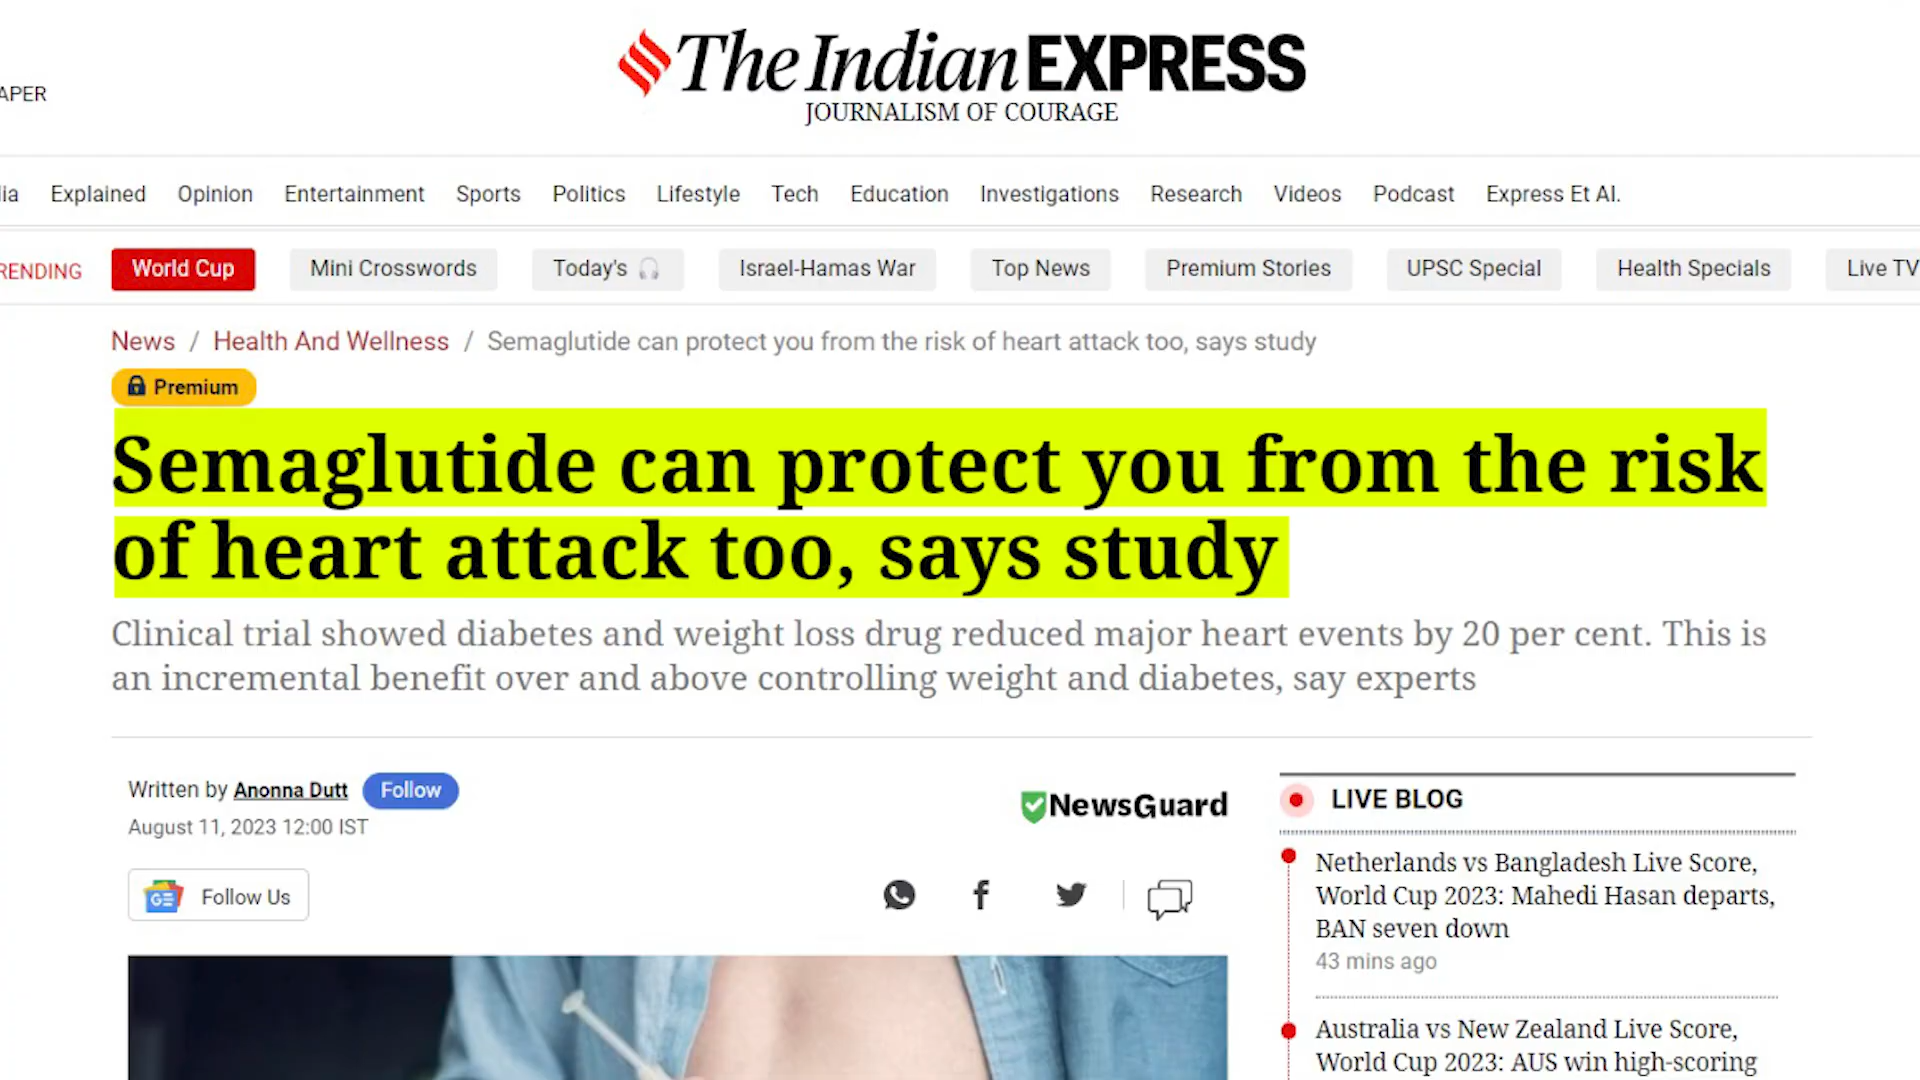 The Indian EXPRESS
JOURNALISM OF COURAGE
APER
ia Explained Opinion Entertainment Sports Politics Lifestyle Tech Education Investigations Research Videos Podcast Express Et Al.
RENDING World Cup Mini Crosswords Today's Israel-Hamas War Top News Premium Stories UPSC Special Health Specials Live TV
News / Health And Wellness / Semaglutide can protect you from the risk of heart attack too, says study
Premium
Semaglutide can protect you from the risk
of heart attack too, says study
Clinical trial showed diabetes and weight loss drug reduced major heart events by 20 per cent. This is
an incremental benefit over and above controlling weight and diabetes, say experts
Written by Anonna Dutt Follow
August 11, 2023 12:00 IST
NewsGuard
GE Follow Us
LIVE BLOG
Netherlands vs Bangladesh Live Score,
World Cup 2023: Mahedi Hasan departs,
BAN seven down
43 mins ago
Australia vs New Zealand Live Score,
World Cup 2023: AUS win high-scoring